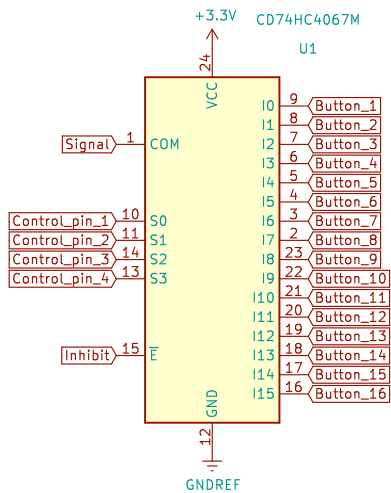 +3.3V
CD74HC4067M
U1
24
VCC
I0 9 Button_1
I1 8 Button_2
Signal 1 COM
I2 7 Button_3
I3 6 Button_4
I4 5 Button_5
I5 4 Button_6
Control_pin_1 10 S0
I6 3 Button_7
Control_pin_2 11 S1
I7 2 Button_8
Control_pin_3 14 S2
I8 23 Button_9
Control_pin_4 13 S3
I9 22 Button_10
I10 21 Button_11
I11 20 Button_12
I12 19 Button_13
Inhibit 15 E
I13 18 Button_14
I14 17 Button_15
I15 16 Button_16
GND
12
GNDREF